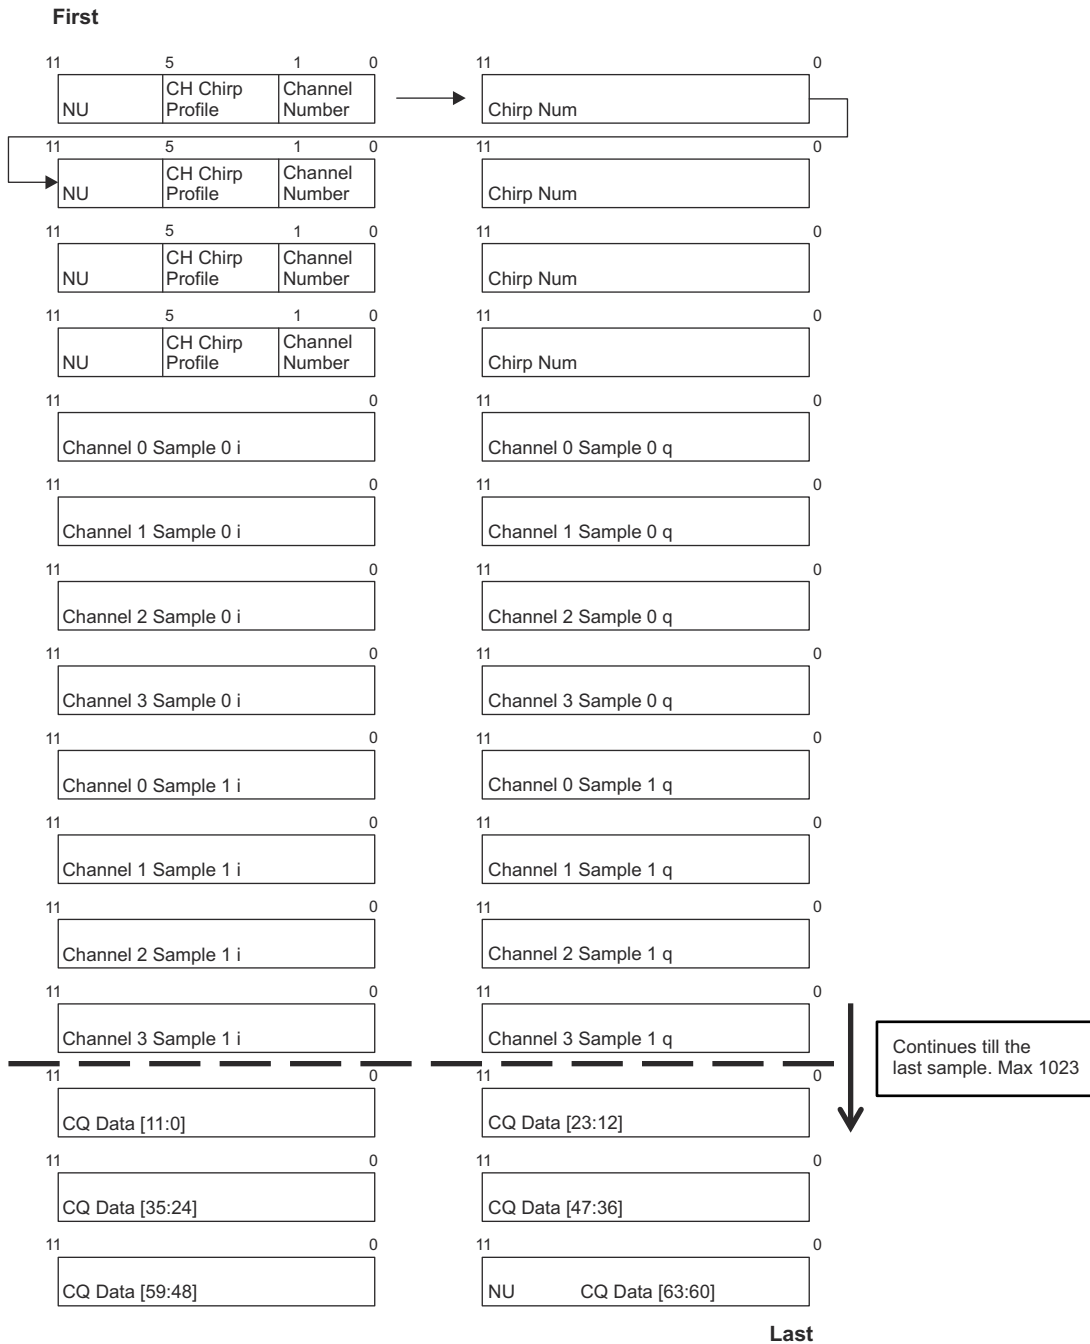 First
11 5 1 0 11 0
NU CH Chirp Profile Channel Number Chirp Num
11 5 1 0 11 0
NU CH Chirp Profile Channel Number Chirp Num
11 5 1 0 11 0
NU CH Chirp Profile Channel Number Chirp Num
11 5 1 0 11 0
NU CH Chirp Profile Channel Number Chirp Num
11 0 11 0
Channel 0 Sample 0 i Channel 0 Sample 0 q
11 0 11 0
Channel 1 Sample 0 i Channel 1 Sample 0 q
11 0 11 0
Channel 2 Sample 0 i Channel 2 Sample 0 q
11 0 11 0
Channel 3 Sample 0 i Channel 3 Sample 0 q
11 0 11 0
Channel 0 Sample 1 i Channel 0 Sample 1 q
11 0 11 0
Channel 1 Sample 1 i Channel 1 Sample 1 q
11 0 11 0
Channel 2 Sample 1 i Channel 2 Sample 1 q
11 0 11 0
Channel 3 Sample 1 i Channel 3 Sample 1 q
Continues till the
last sample. Max 1023
11 0 11 0
CQ Data [11:0] CQ Data [23:12]
11 0 11 0
CQ Data [35:24] CQ Data [47:36]
11 0 11 0
CQ Data [59:48] NU CQ Data [63:60]
Last